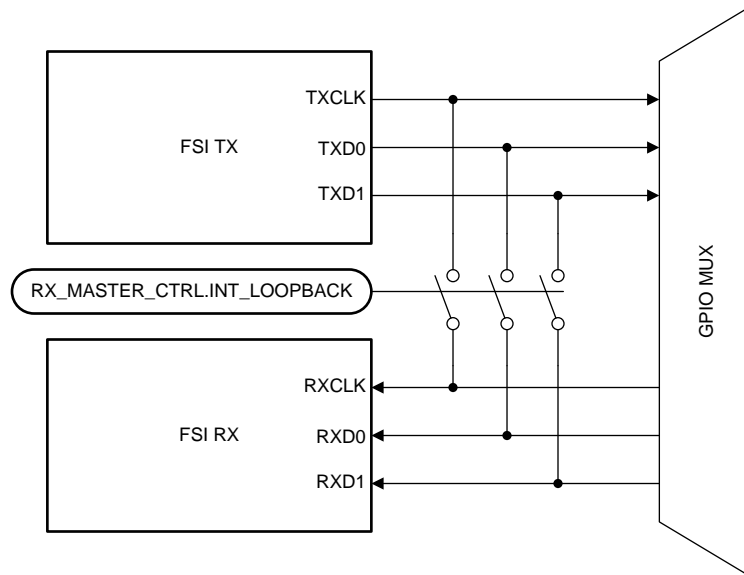 TXCLK
FSI TX
TXD0
TXD1
RX_MASTER_CTRL.INT_LOOPBACK
GPIO MUX
RXCLK
FSI RX
RXD0
RXD1